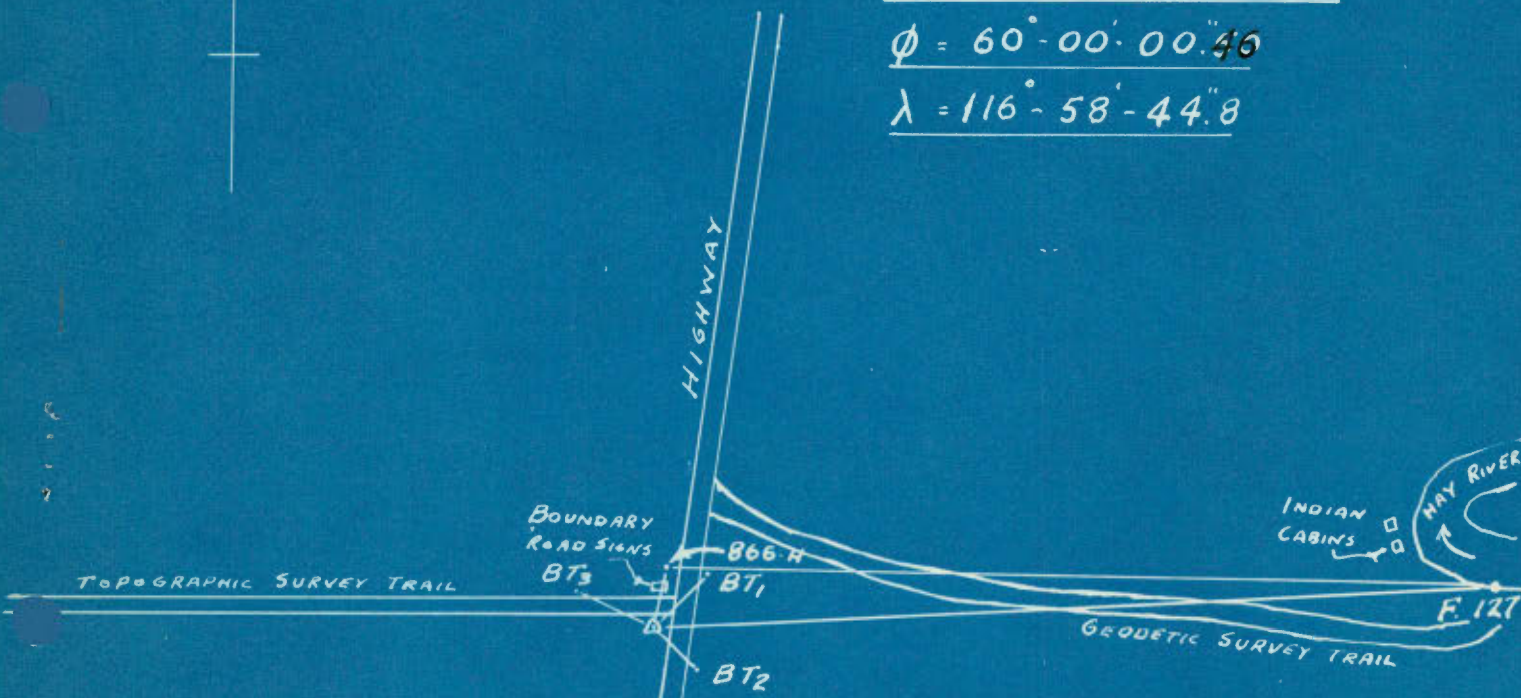 φ = 60°-00'-00."46
λ = 116°-58'-44."8
HIGHWAY
HAY RIVER
INDIAN
CABINS
BOUNDARY
ROAD SIGNS
866-H
BT3
BT1
TOPOGRAPHIC SURVEY TRAIL
F. 127
GEODETIC SURVEY TRAIL
BT2